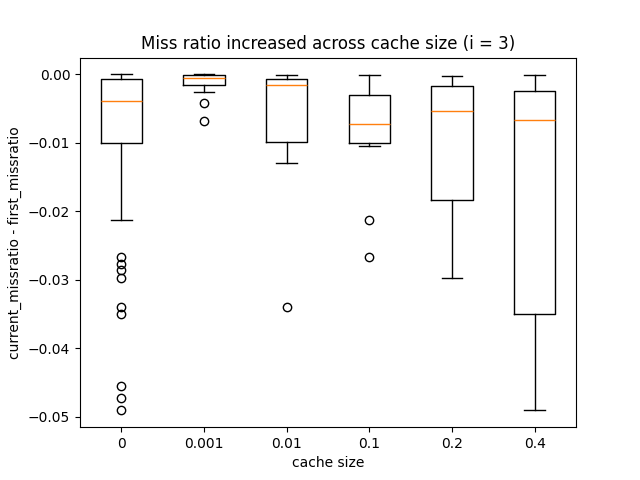 Miss ratio increased across cache size (i = 3)
current_missratio - first_missratio
0.00
−0.01
−0.02
−0.03
−0.04
−0.05
0 0.001 0.01 0.1 0.2 0.4
cache size